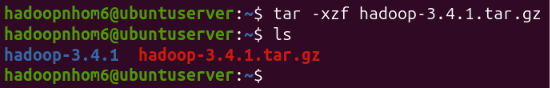 hadoopnhom6@ubuntuserver:~$ tar -xzf hadoop-3.4.1.tar.gz
hadoopnhom6@ubuntuserver:~$ ls
hadoop-3.4.1  hadoop-3.4.1.tar.gz
hadoopnhom6@ubuntuserver:~$